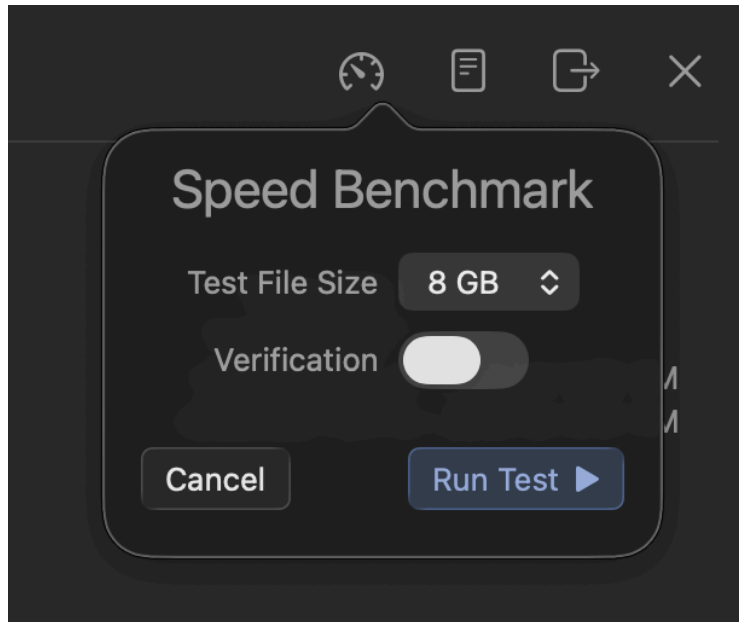 Speed Benchmark
Test File Size 8 GB
Verification
M
M
Cancel Run Test